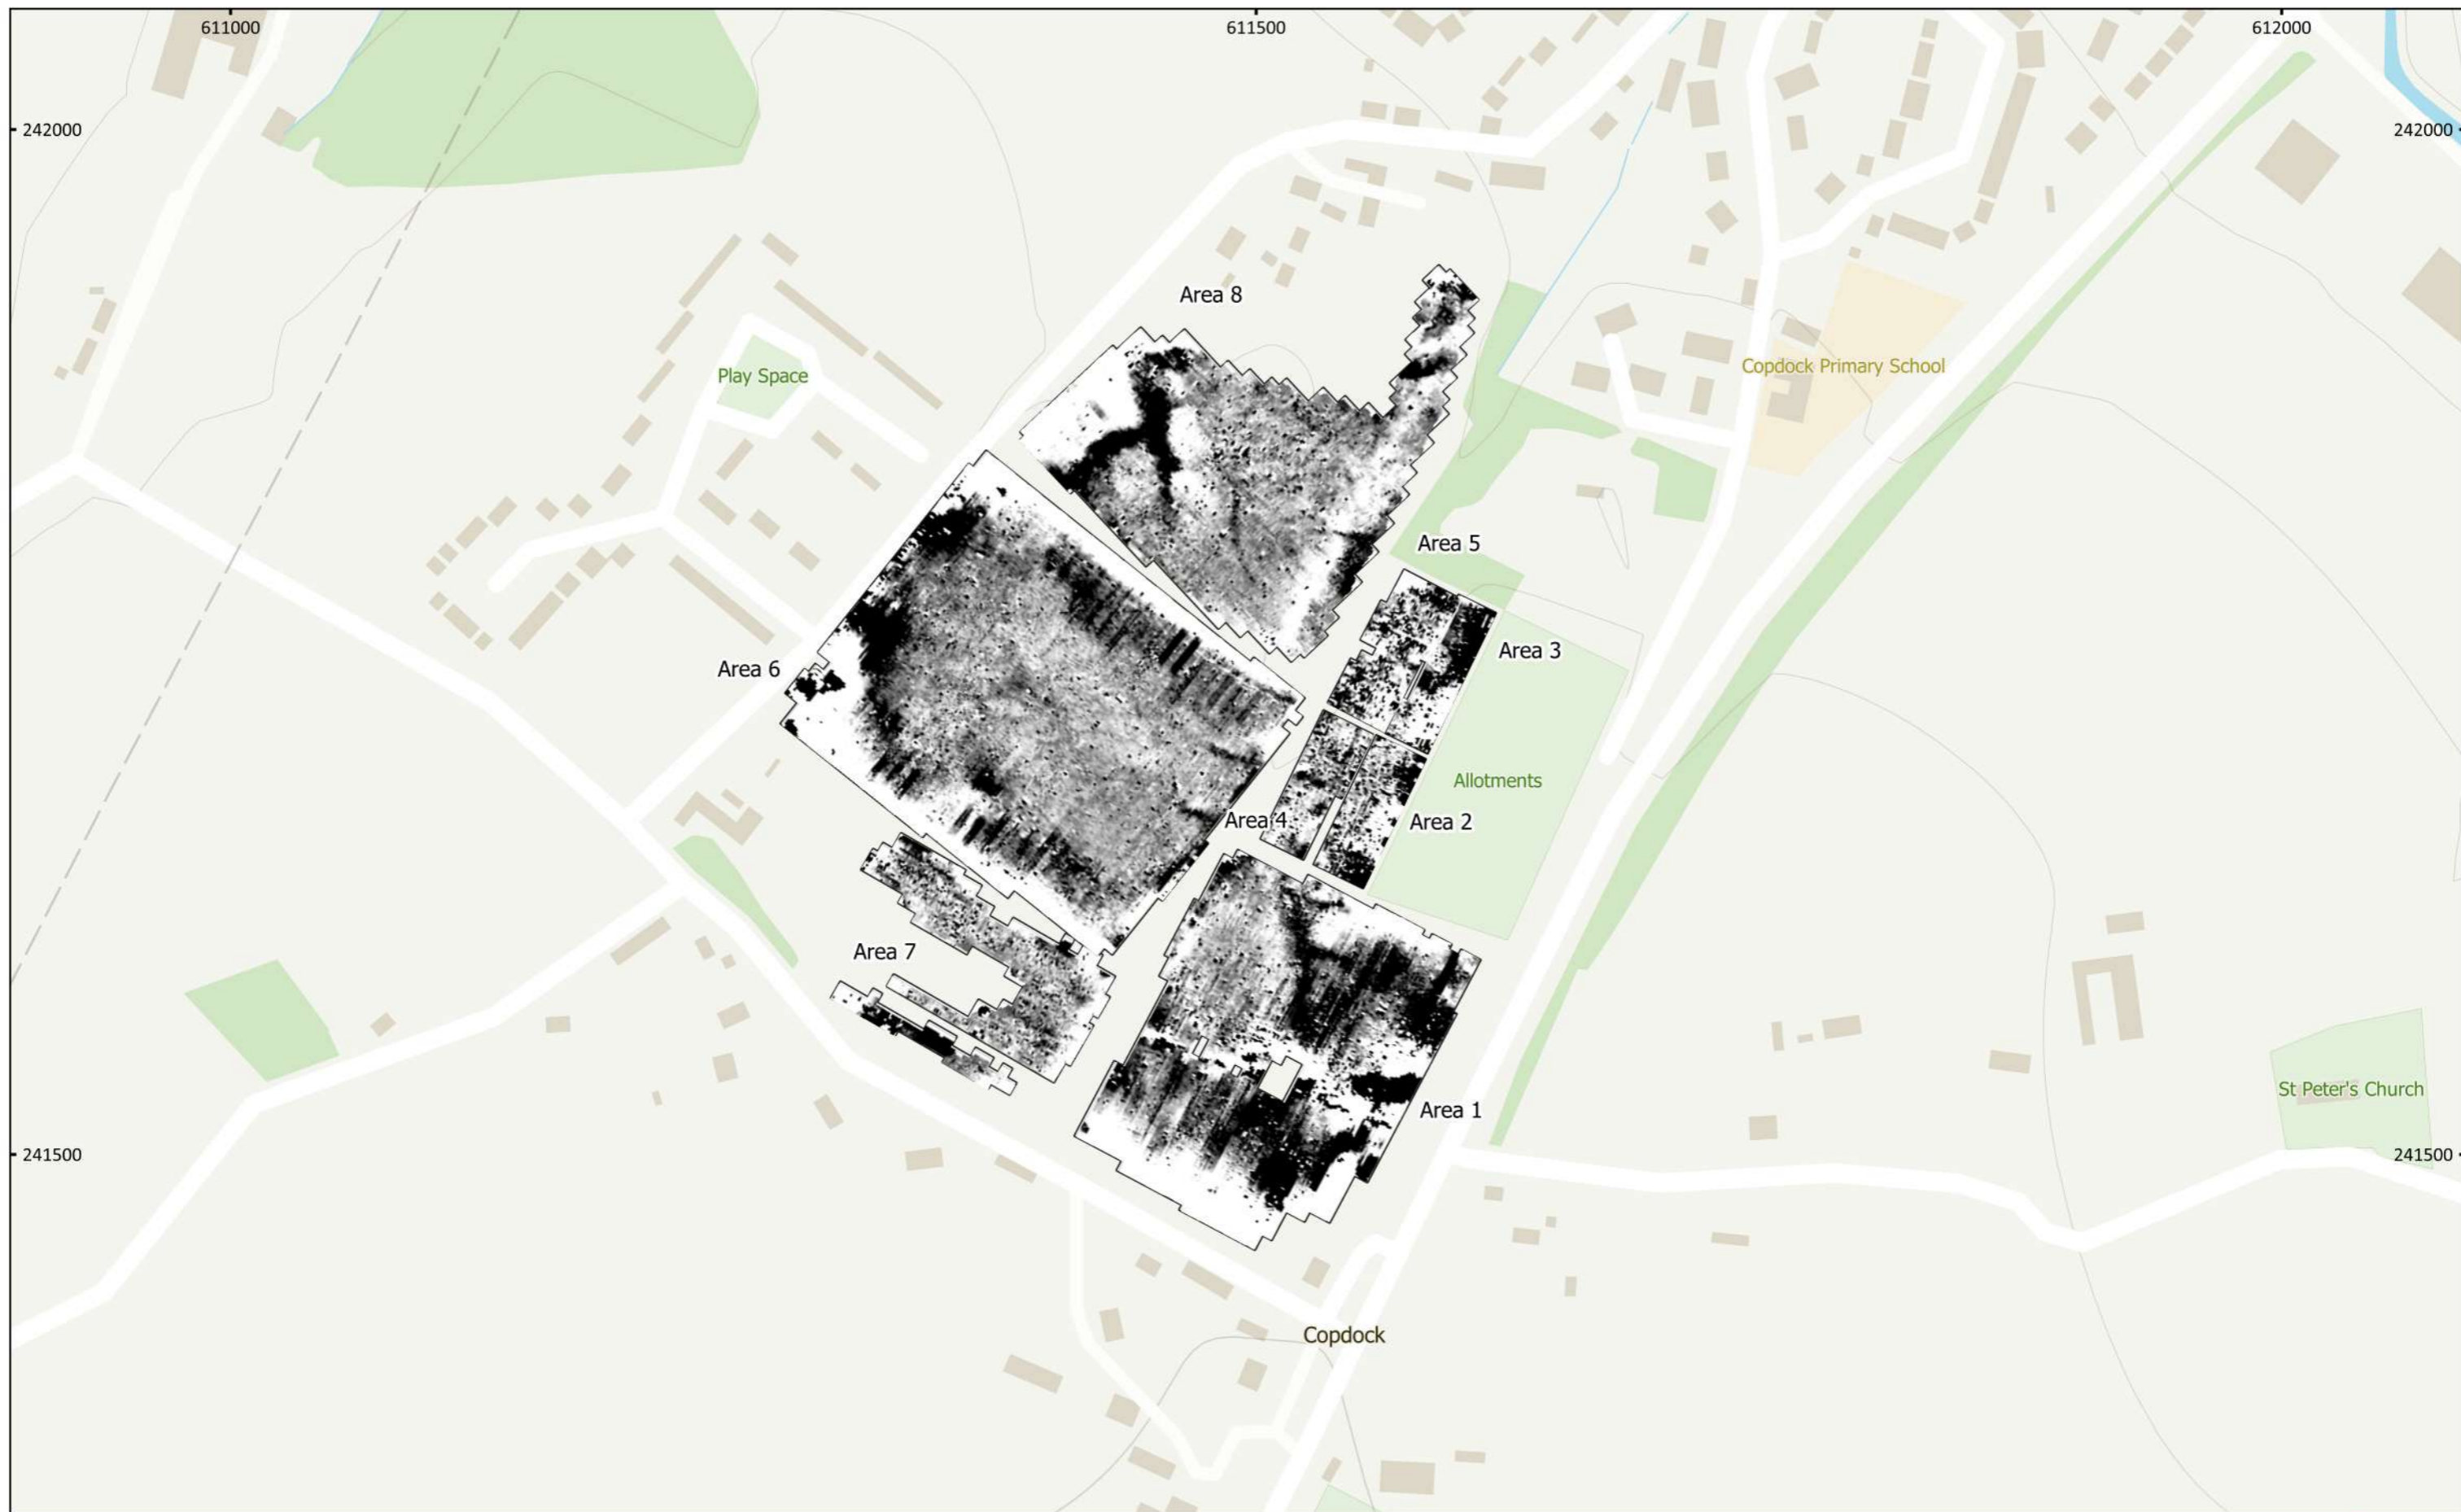 611000
611500
612000
242000
242000
Area 8
Play Space
Copdock Primary School
Area 5
Area 3
Area 6
Allotments
Area 4
Area 2
Area 7
St Peter's Church
Area 1
241500
241500
Copdock